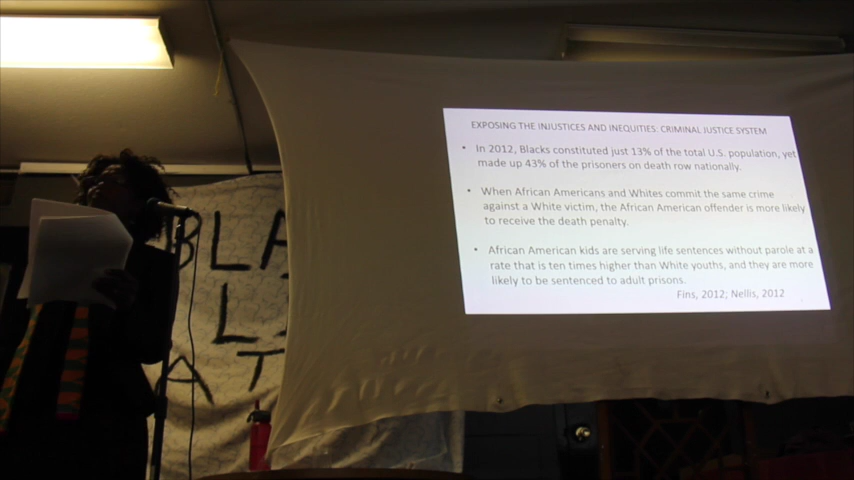 EXPOSING THE INJUSTICES AND INEQUITIES: CRIMINAL JUSTICE SYSTEM
• In 2012, Blacks constituted just 13% of the total U.S. population, yet
made up 43% of the prisoners on death row nationally.
• When African Americans and Whites commit the same crime
against a White victim, the African American offender is more likely
to receive the death penalty.
• African American kids are serving life sentences without parole at a
rate that is ten times higher than White youths, and they are more
likely to be sentenced to adult prisons.
Fins, 2012; Nellis, 2012
BLA
L
AT